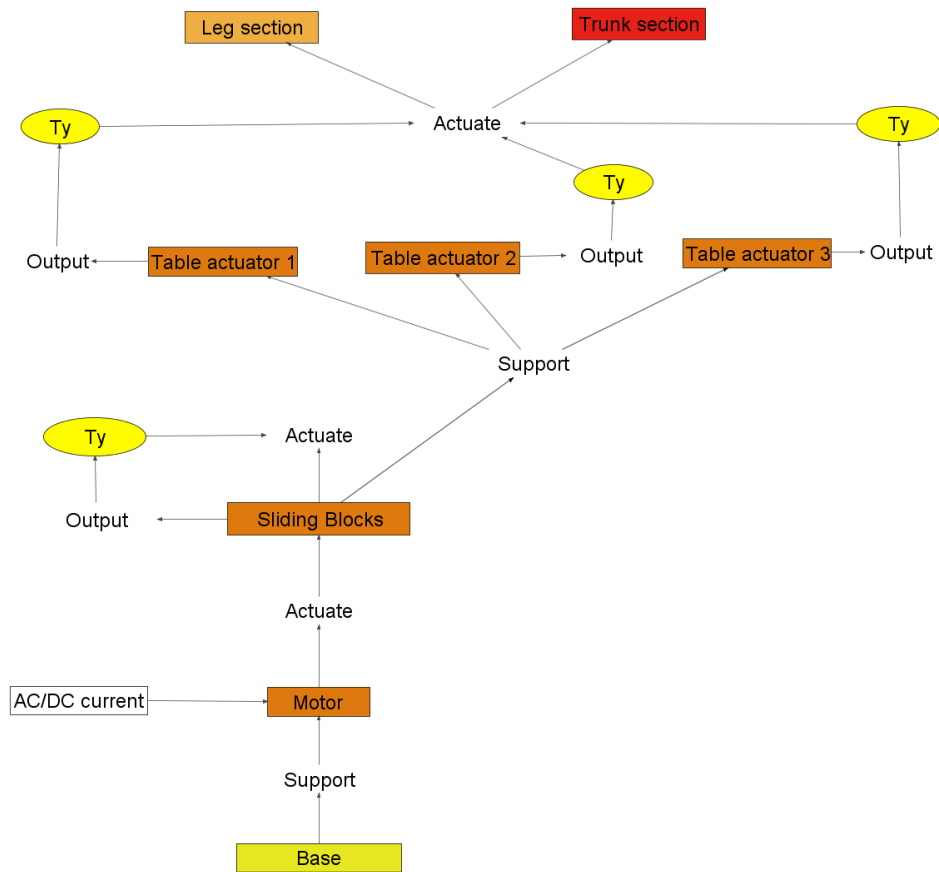 Leg section
Trunk section
Ty
Actuate
Ty
Ty
Output
Table actuator 1
Table actuator 2
Output
Table actuator 3
Output
Support
Ty
Actuate
Output
Sliding Blocks
Actuate
AC/DC current
Motor
Support
Base